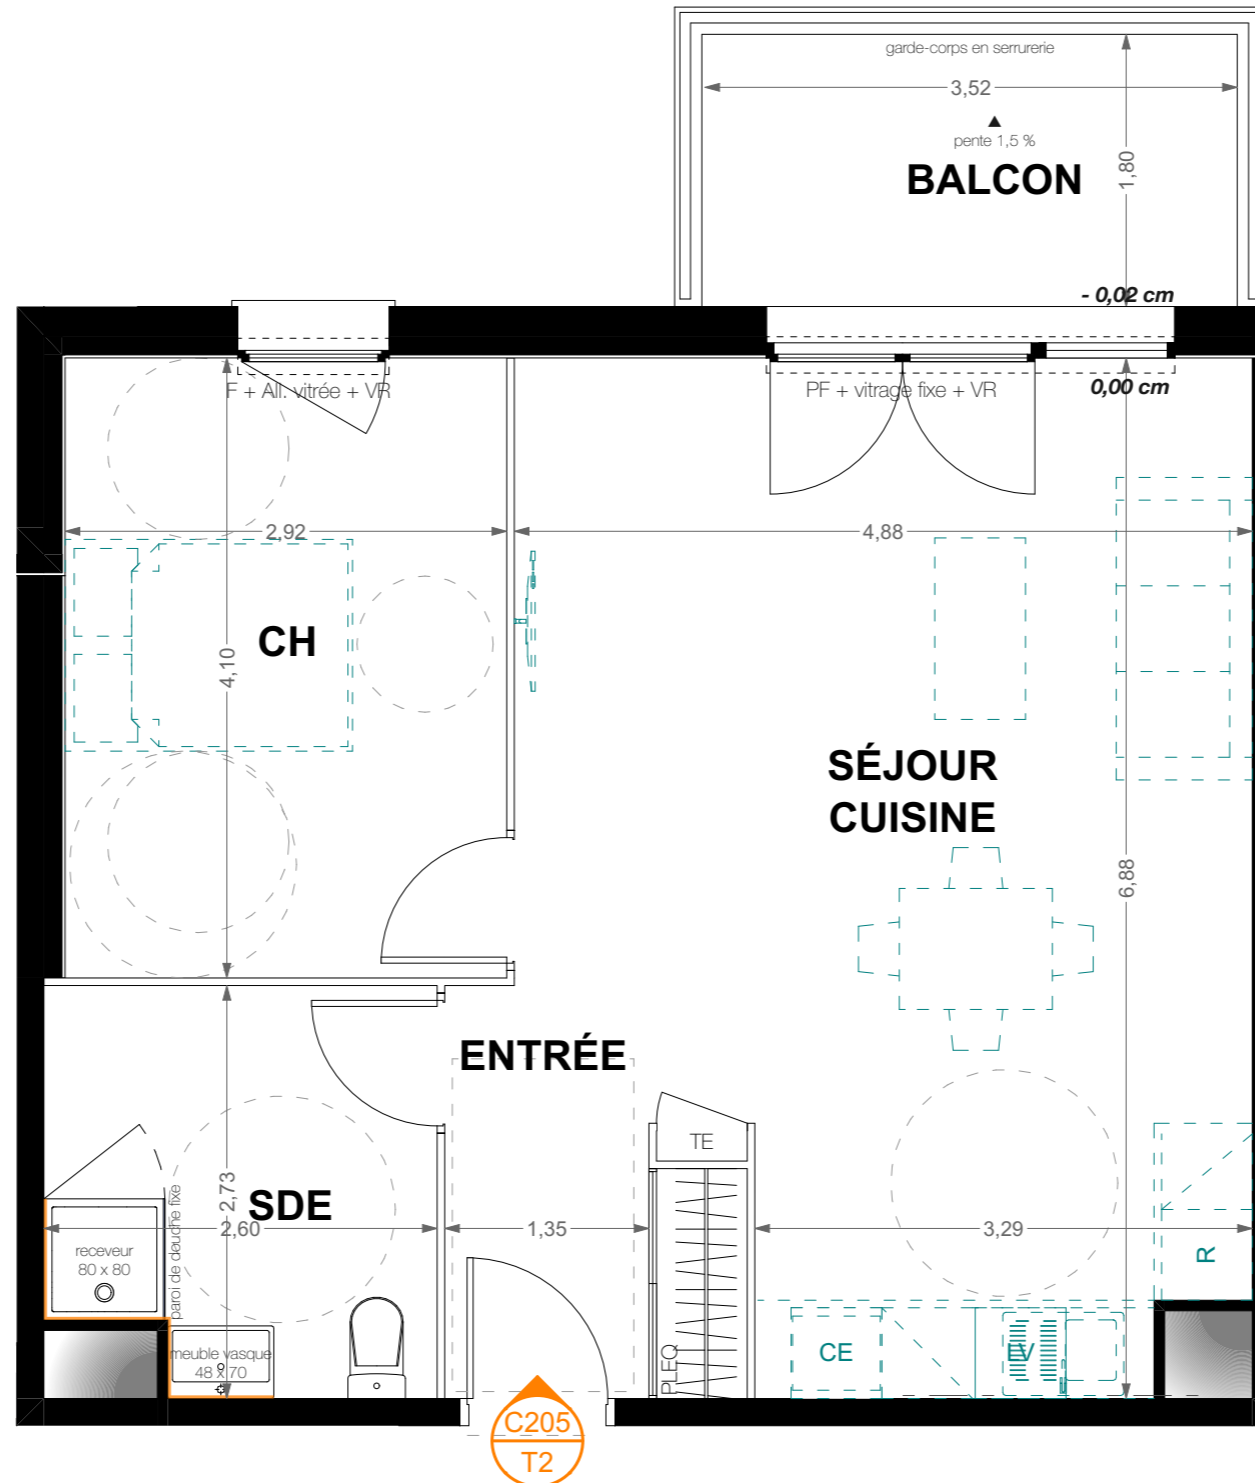 garde-corps en serrurerie
3,52
pente 1,5 %
BALCON
1,80
- 0,02 cm
F + All. vitrée + VR
PF + vitrage fixe + VR
0,00 cm
2,92
4,88
CH
4,10
SÉJOUR
CUISINE
6,88
ENTRÉE
TE
2,73
SDE
paroi de douche fixe
2,60
1,35
3,29
receveur
80 x 80
R
meuble vasque
48 x 70
PLEQ
CE
LV
C205
T2